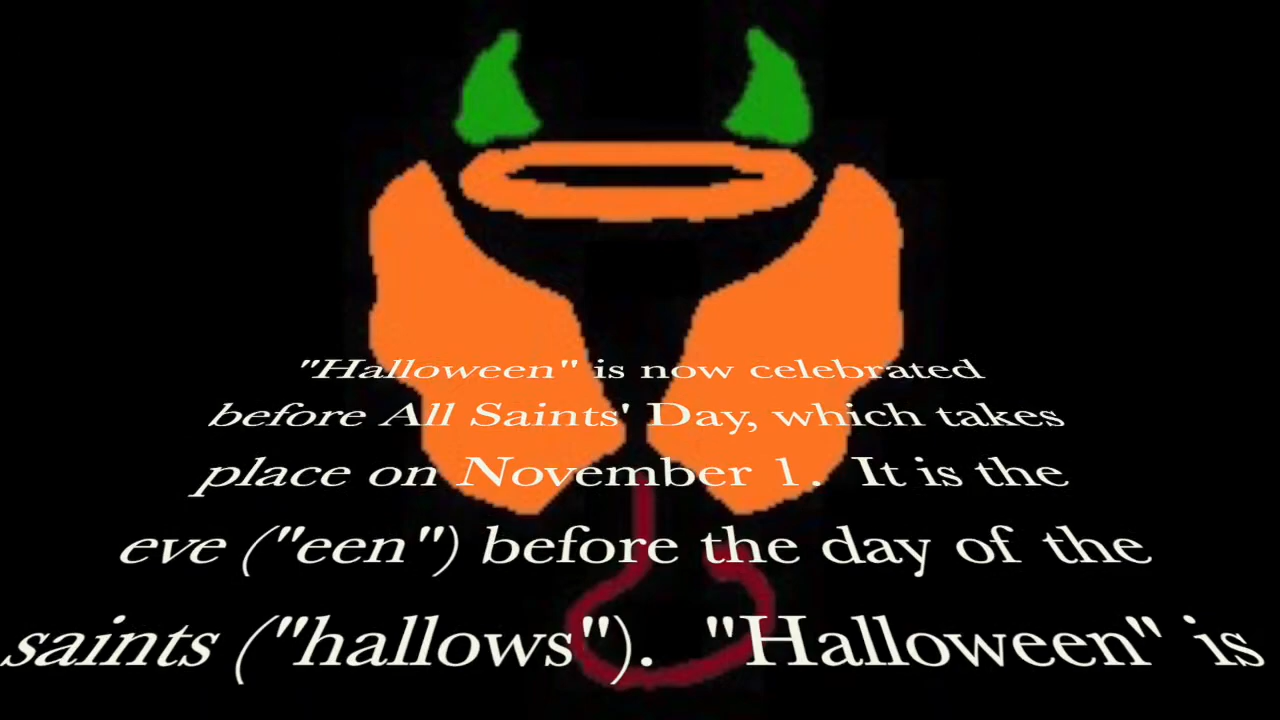 "Halloween" is now celebrated
before All Saints' Day, which takes
place on November 1.  It is the
eve ("een") before the day of the
saints ("hallows").  "Halloween" is